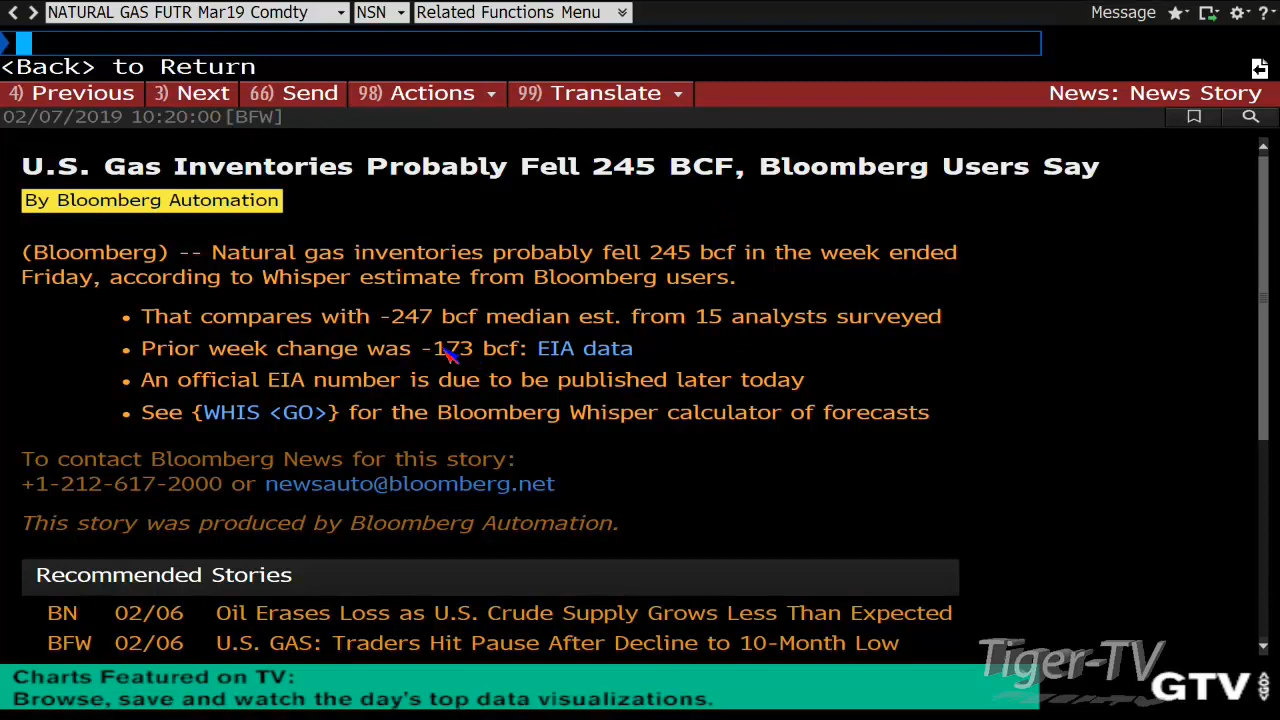 NATURAL GAS FUTR Mar19 Comdty NSN Related Functions Menu Message ?
<Back> to Return
4) Previous 3) Next 66) Send 98) Actions 99) Translate News: News Story
02/07/2019 10:20:00 [BFW]
U.S. Gas Inventories Probably Fell 245 BCF, Bloomberg Users Say
By Bloomberg Automation
(Bloomberg) -- Natural gas inventories probably fell 245 bcf in the week ended
Friday, according to Whisper estimate from Bloomberg users.
• That compares with -247 bcf median est. from 15 analysts surveyed
• Prior week change was -173 bcf: EIA data
• An official EIA number is due to be published later today
• See {WHIS <GO>} for the Bloomberg Whisper calculator of forecasts
To contact Bloomberg News for this story:
+1-212-617-2000 or newsauto@bloomberg.net
This story was produced by Bloomberg Automation.
Recommended Stories
BN 02/06 Oil Erases Loss as U.S. Crude Supply Grows Less Than Expected
BFW 02/06 U.S. GAS: Traders Hit Pause After Decline to 10-Month Low
Tiger-TV
Charts Featured on TV:
Browse, save and watch the day's top data visualizations.
GTV